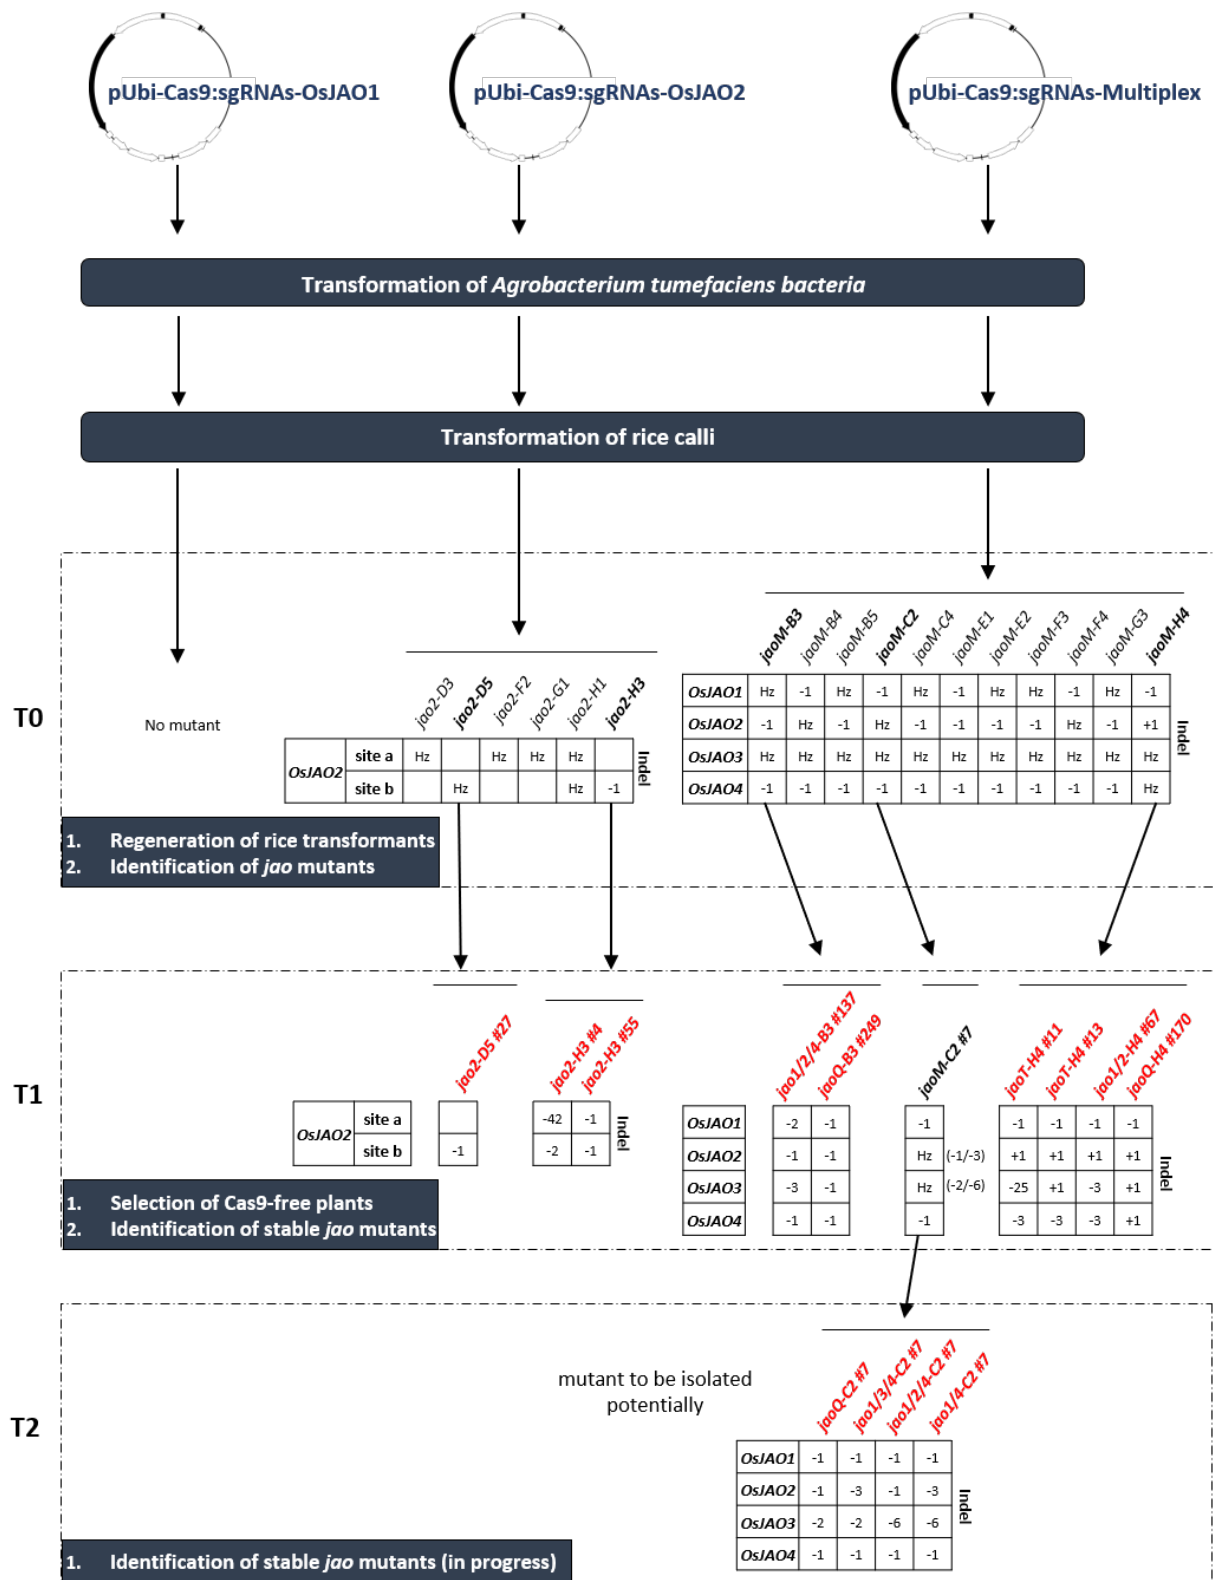 pUbi-Cas9:sgRNAs-OsJAO1
pUbi-Cas9:sgRNAs-OsJAO2
pUbi-Cas9:sgRNAs-Multiplex
Transformation of Agrobacterium tumefaciens bacteria
Transformation of rice calli
T0
No mutant
jao2-D3
jao2-D5
jao2-F2
jao2-G1
jao2-H1
jao2-H3
OsJAO2
site a Hz Hz Hz Hz
site b Hz Hz -1
Indel
jaoM-B3
jaoM-B4
jaoM-B5
jaoM-C2
jaoM-C4
jaoM-E1
jaoM-E2
jaoM-F3
jaoM-F4
jaoM-G3
jaoM-H4
OsJAO1 Hz -1 Hz -1 Hz -1 Hz Hz -1 Hz -1
OsJAO2 -1 Hz -1 Hz -1 -1 -1 -1 Hz -1 +1
OsJAO3 Hz Hz Hz Hz Hz Hz Hz Hz Hz Hz Hz
OsJAO4 -1 -1 -1 -1 -1 -1 -1 -1 -1 -1 Hz
Indel
1. Regeneration of rice transformants
2. Identification of jao mutants
T1
jao2-D5 #27
jao2-H3 #4
jao2-H3 #55
OsJAO2
site a -42 -1
site b -1 -2 -1
Indel
jao1/2/4-B3 #137
jaoQ-B3 #249
jaoM-C2 #7
jaoT-H4 #11
jaoT-H4 #13
jao1/2-H4 #67
jaoQ-H4 #170
OsJAO1 -2 -1 -1 -1 -1 -1 -1
OsJAO2 -1 -1 Hz (-1/-3) +1 +1 +1 +1
OsJAO3 -3 -1 Hz (-2/-6) -25 +1 -3 +1
OsJAO4 -1 -1 -1 -3 -3 -3 +1
Indel
1. Selection of Cas9-free plants
2. Identification of stable jao mutants
T2
mutant to be isolated
potentially
jaoQ-C2 #7
jao1/3/4-C2 #7
jao1/2/4-C2 #7
jao1/4-C2 #7
OsJAO1 -1 -1 -1 -1
OsJAO2 -1 -3 -1 -3
OsJAO3 -2 -2 -6 -6
OsJAO4 -1 -1 -1 -1
Indel
1. Identification of stable jao mutants (in progress)